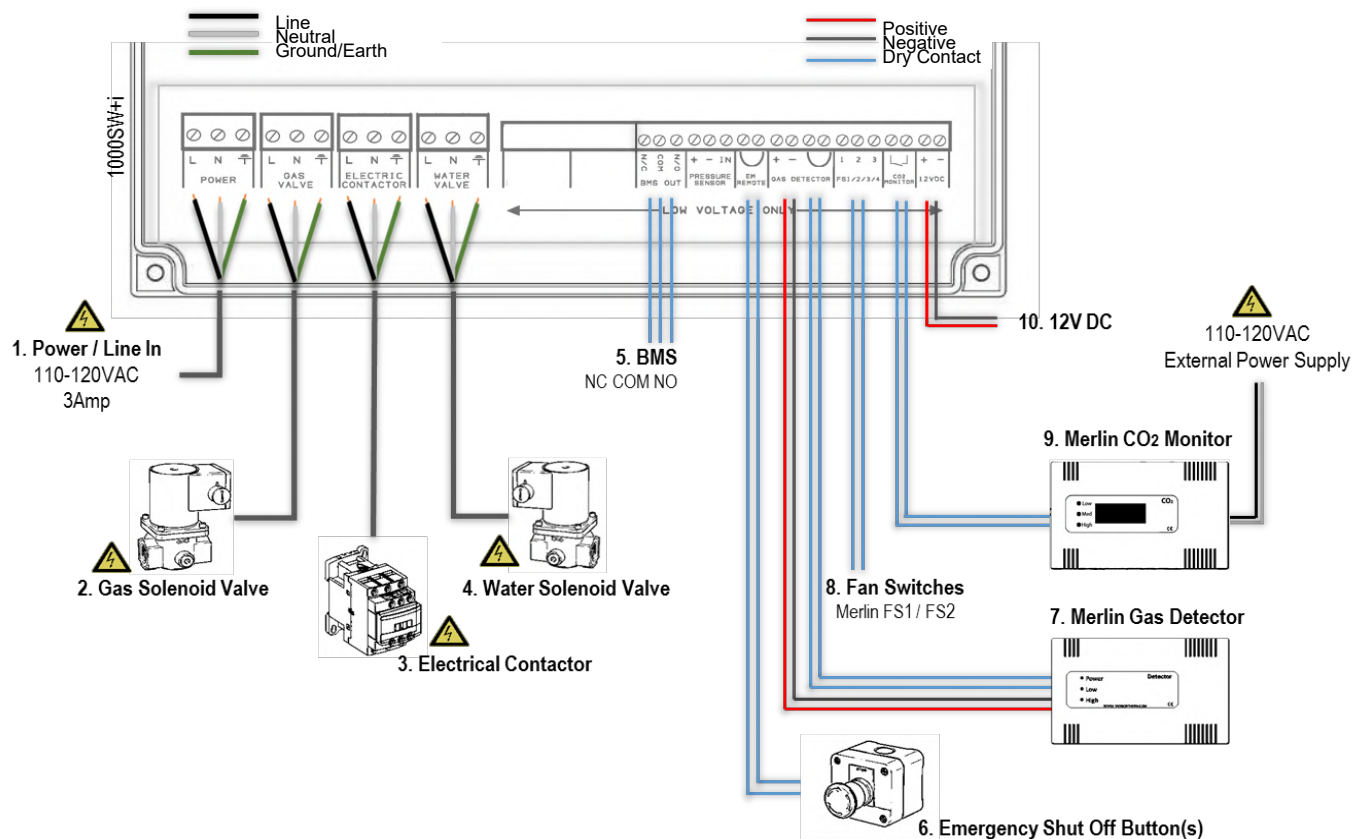 Line
Neutral
Ground/Earth
Positive
Negative
Dry Contact
1000SW+i
L N
POWER
L N
GAS
VALVE
L N
ELECTRIC
CONTACTOR
L N
WATER
VALVE
N/C COM N/O
BMS OUT
+ - IN
PRESSURE
SENSOR
EM
REMOTE
+ -
GAS DETECTOR
1 2 3
FS1/2/3/4
CO2
MONITOR
+ -
12VDC
LOW VOLTAGE ONLY
1. Power / Line In
110-120VAC
3Amp
2. Gas Solenoid Valve
3. Electrical Contactor
4. Water Solenoid Valve
5. BMS
NC COM NO
10. 12V DC
110-120VAC
External Power Supply
9. Merlin CO2 Monitor
Low
Med
High
CO2
CE
8. Fan Switches
Merlin FS1 / FS2
7. Merlin Gas Detector
Power
Low
High
Detector
CE
6. Emergency Shut Off Button(s)